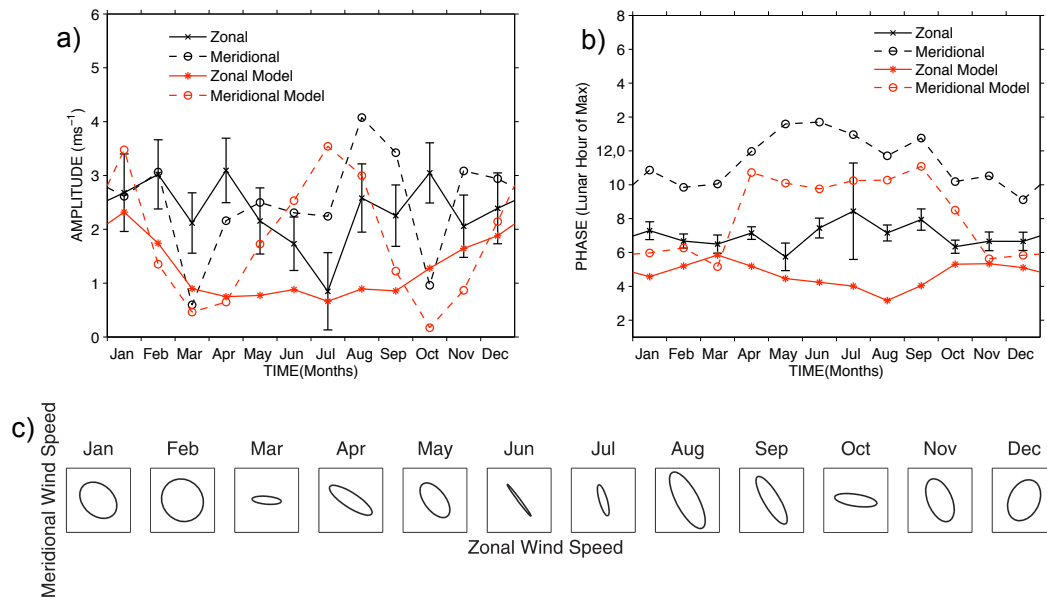 a)
AMPLITUDE (ms⁻¹)
6
5
4
3
2
1
0
Zonal
Meridional
Zonal Model
Meridional Model
Jan Feb Mar Apr May Jun Jul Aug Sep Oct Nov Dec
TIME(Months)
b)
PHASE (Lunar Hour of Max)
8
6
4
2
12,0
10
8
6
4
2
Zonal
Meridional
Zonal Model
Meridional Model
Jan Feb Mar Apr May Jun Jul Aug Sep Oct Nov Dec
TIME(Months)
c)
Meridional Wind Speed
Jan Feb Mar Apr May Jun Jul Aug Sep Oct Nov Dec
Zonal Wind Speed